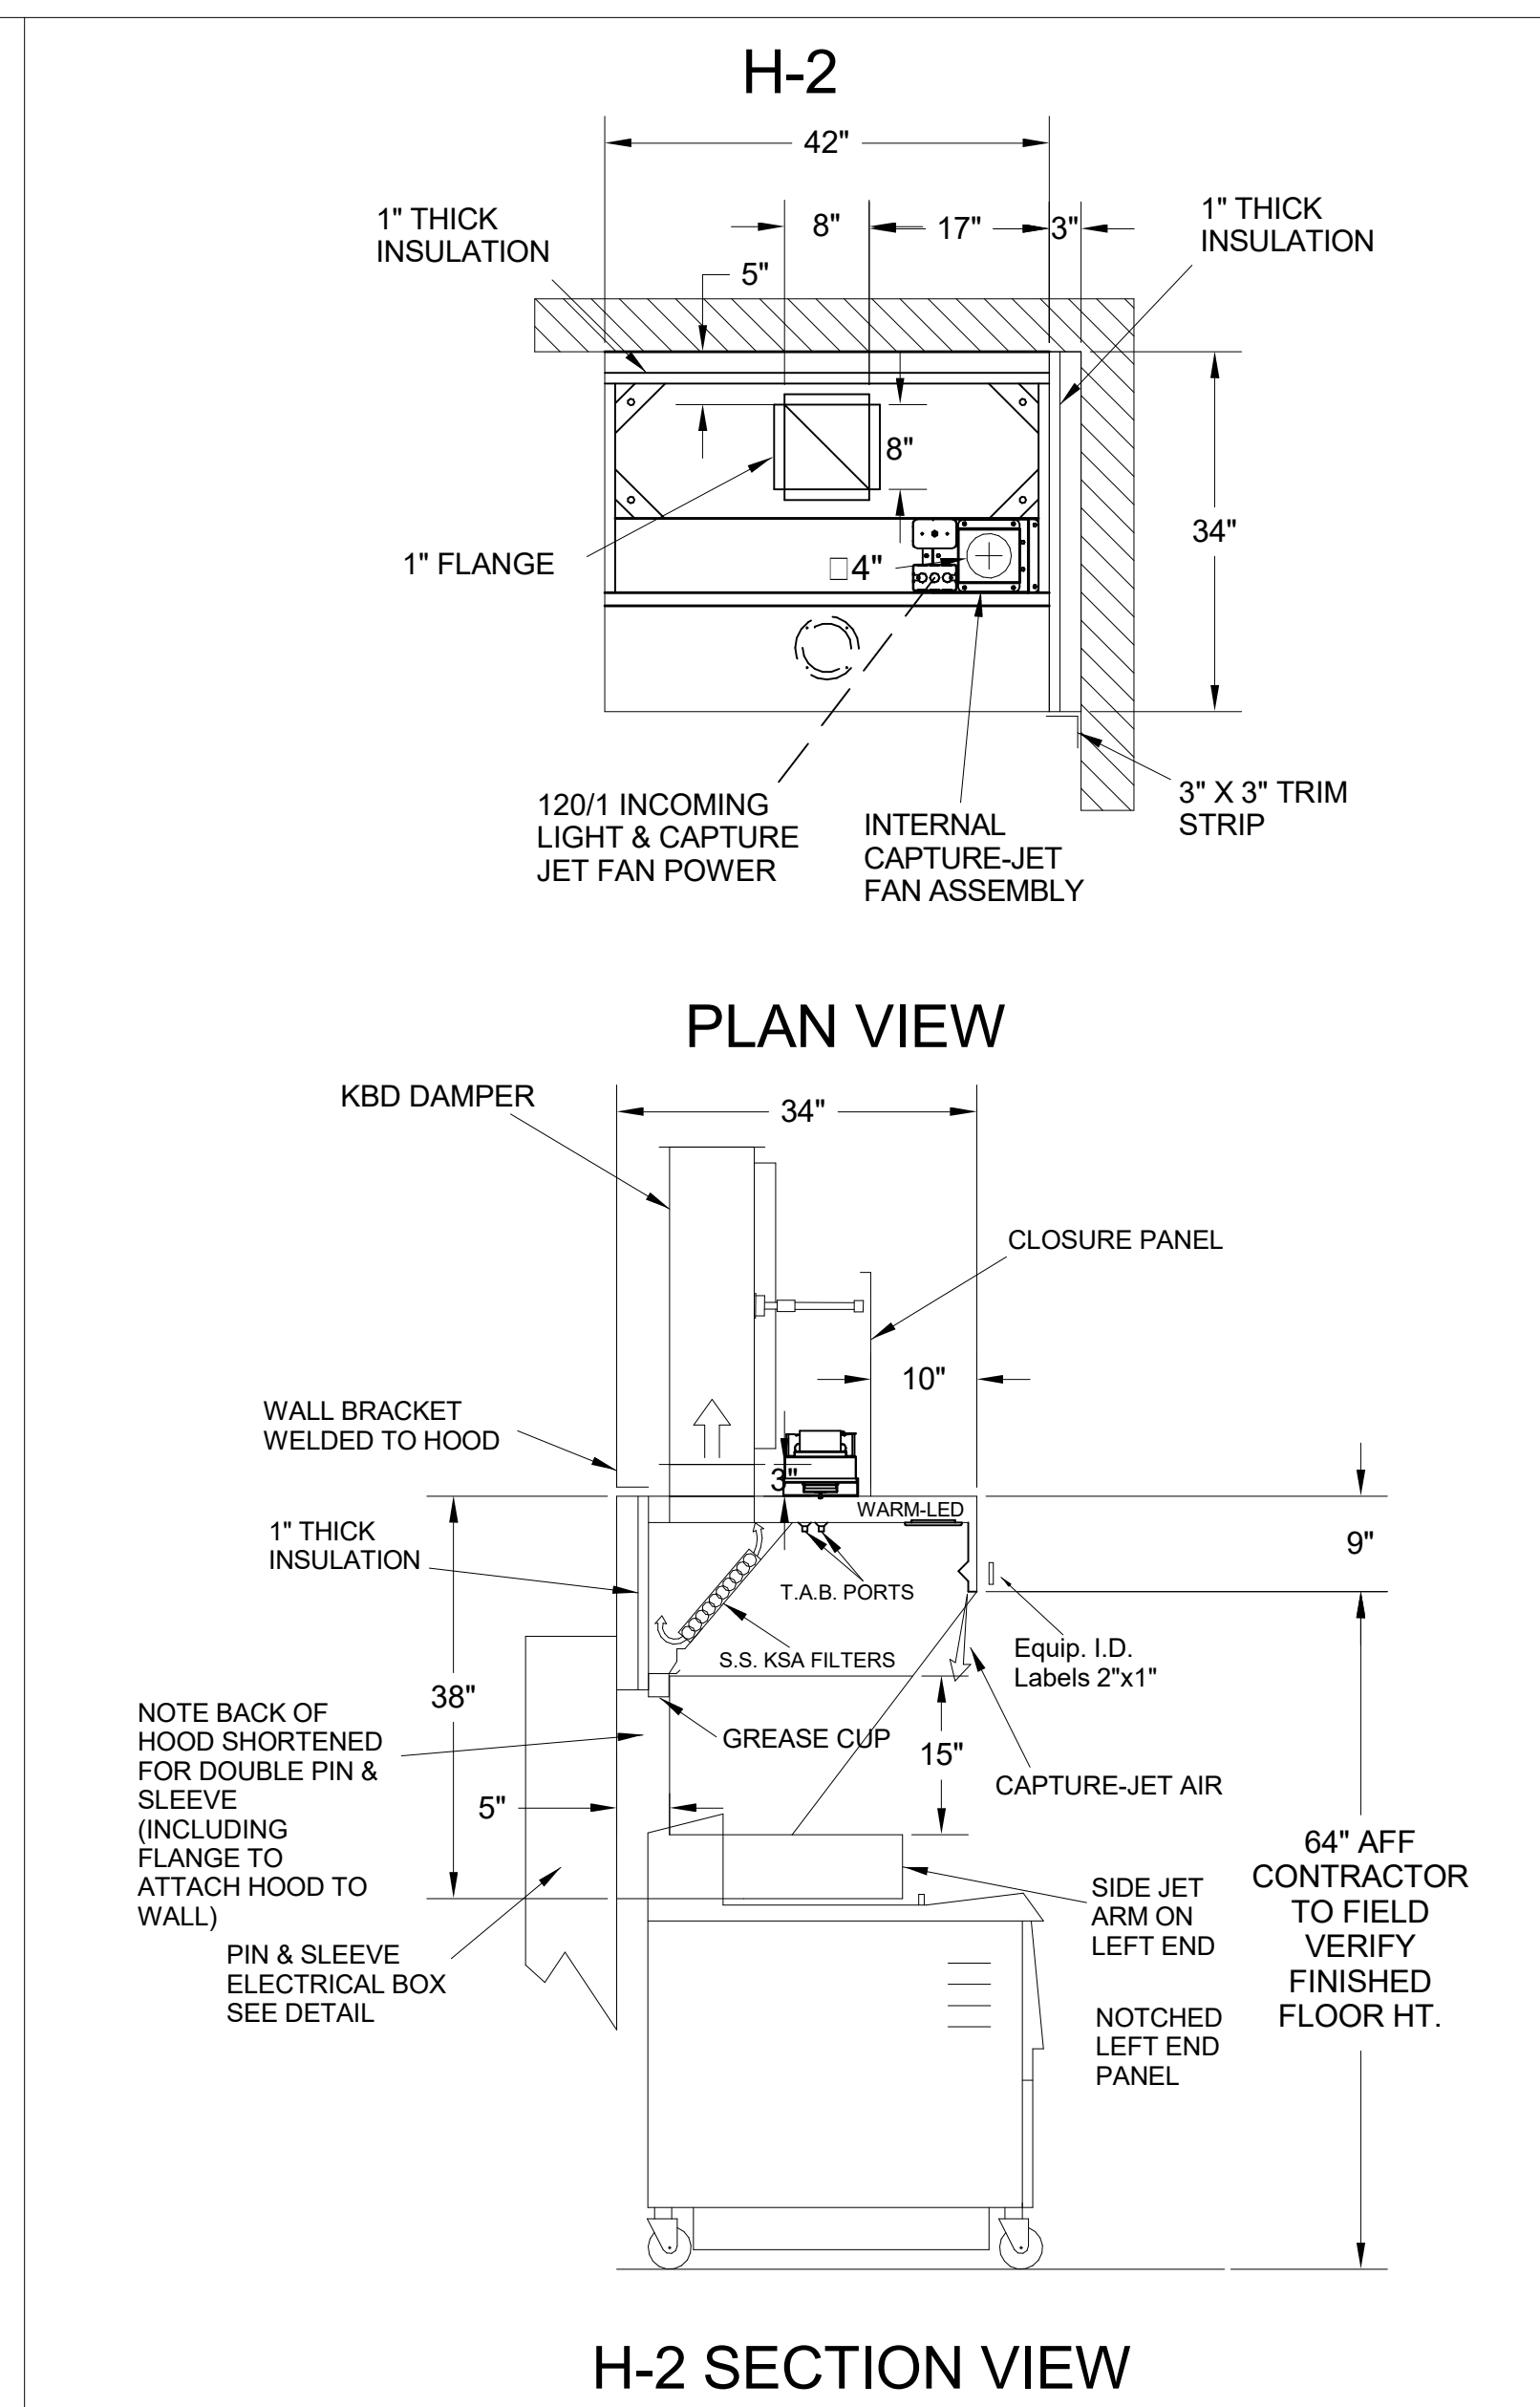 H-2
42"
1" THICK
INSULATION
8"
17"
3"
1" THICK
INSULATION
5"
8"
34"
1" FLANGE
□4"
120/1 INCOMING
LIGHT & CAPTURE
JET FAN POWER
INTERNAL
CAPTURE-JET
FAN ASSEMBLY
3" X 3" TRIM
STRIP
PLAN VIEW
KBD DAMPER
34"
CLOSURE PANEL
10"
WALL BRACKET
WELDED TO HOOD
3"
WARM-LED
1" THICK
INSULATION
9"
T.A.B. PORTS
S.S. KSA FILTERS
Equip. I.D.
Labels 2"x1"
38"
NOTE BACK OF
HOOD SHORTENED
FOR DOUBLE PIN &
SLEEVE
(INCLUDING
FLANGE TO
ATTACH HOOD TO
WALL)
GREASE CUP
15"
CAPTURE-JET AIR
5"
64" AFF
CONTRACTOR
TO FIELD
VERIFY
FINISHED
FLOOR HT.
SIDE JET
ARM ON
LEFT END
PIN & SLEEVE
ELECTRICAL BOX
SEE DETAIL
NOTCHED
LEFT END
PANEL
H-2 SECTION VIEW